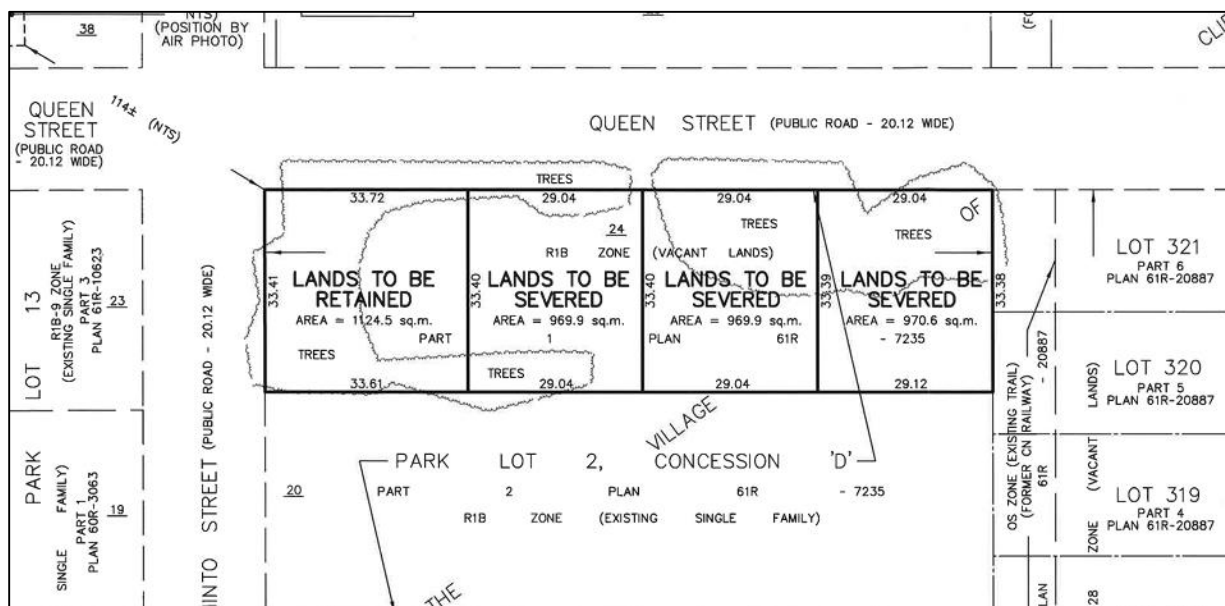 38
NTS)
(POSITION BY
AIR PHOTO)
(FO
CLIF
QUEEN
STREET
(PUBLIC ROAD
- 20.12 WIDE)
114± (NTS)
QUEEN STREET (PUBLIC ROAD - 20.12 WIDE)
TREES
33.72
29.04
29.04
29.04
OF
24
TREES
TREES
R1B ZONE (VACANT LANDS)
33.41
LANDS TO BE
RETAINED
AREA = 1124.5 sq.m.
33.40
LANDS TO BE
SEVERED
AREA = 969.9 sq.m.
33.40
LANDS TO BE
SEVERED
AREA = 969.9 sq.m.
33.39
LANDS TO BE
SEVERED
AREA = 970.6 sq.m.
33.38
PART 1 PLAN 61R - 7235
TREES
TREES
33.61
29.04
29.04
29.12
VILLAGE
PARK LOT 2, CONCESSION 'D'
20
PART 2 PLAN 61R - 7235
R1B ZONE (EXISTING SINGLE FAMILY)
THE
LOT 13
R1B-9 ZONE
(EXISTING SINGLE FAMILY)
PART 3
PLAN 61R-10623
23
PARK
SINGLE FAMILY)
PART 1
PLAN 60R-3063
19
MINTO STREET (PUBLIC ROAD - 20.12 WIDE)
OS ZONE (EXISTING TRAIL)
(FORMER CN RAILWAY)
61R - 20887
PLAN
ZONE (VACANT LANDS)
28
LOT 321
PART 6
PLAN 61R-20887
LOT 320
PART 5
PLAN 61R-20887
LOT 319
PART 4
PLAN 61R-20887